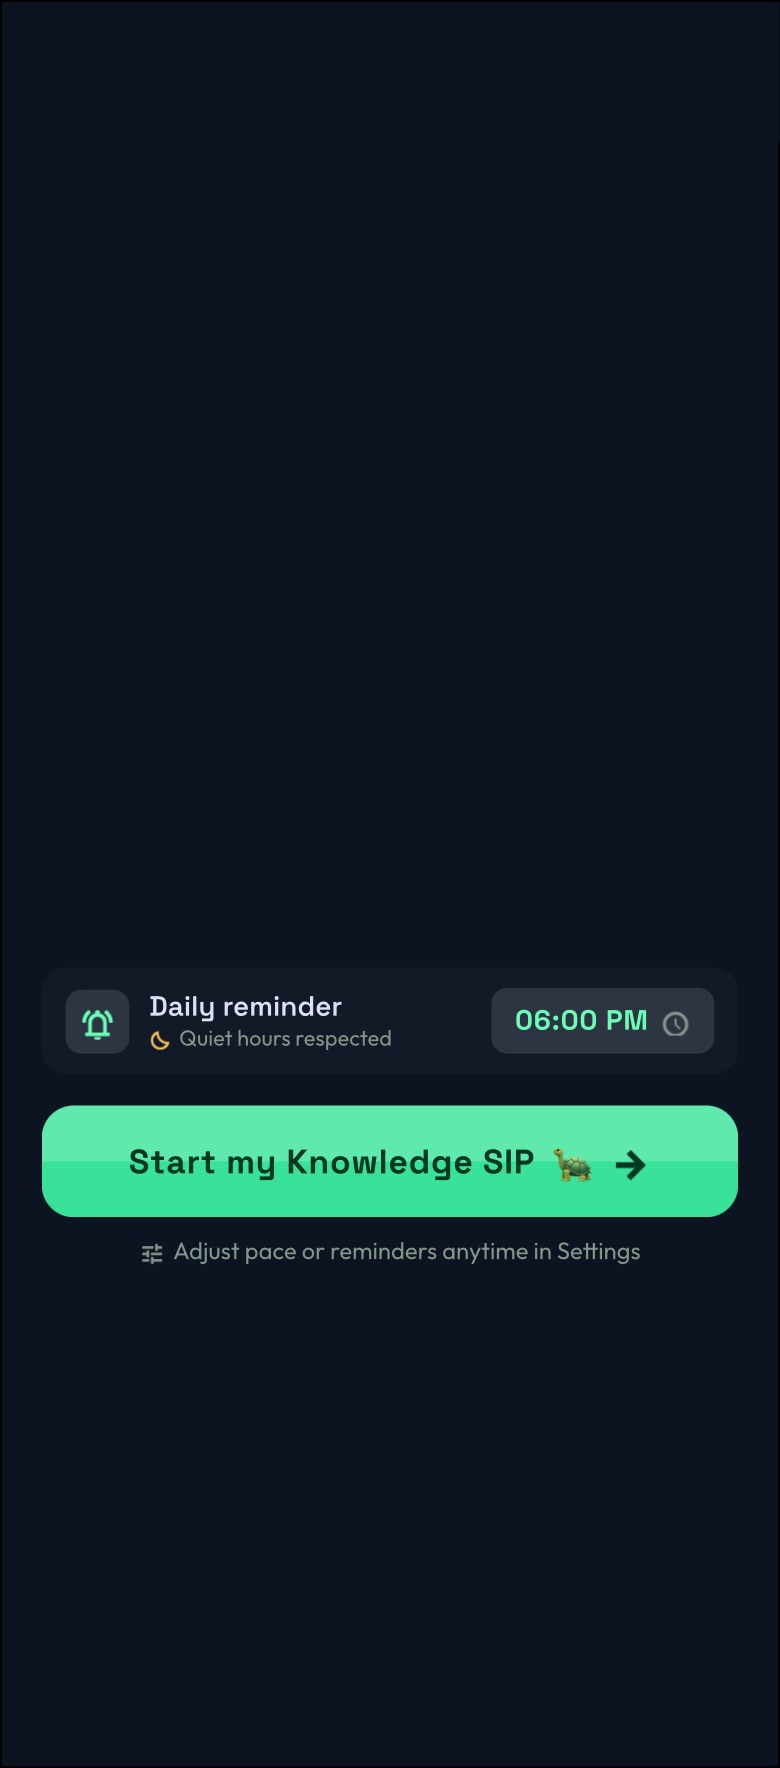 Daily reminder
Quiet hours respected
06:00 PM
Start my Knowledge SIP 🐢 →
Adjust pace or reminders anytime in Settings